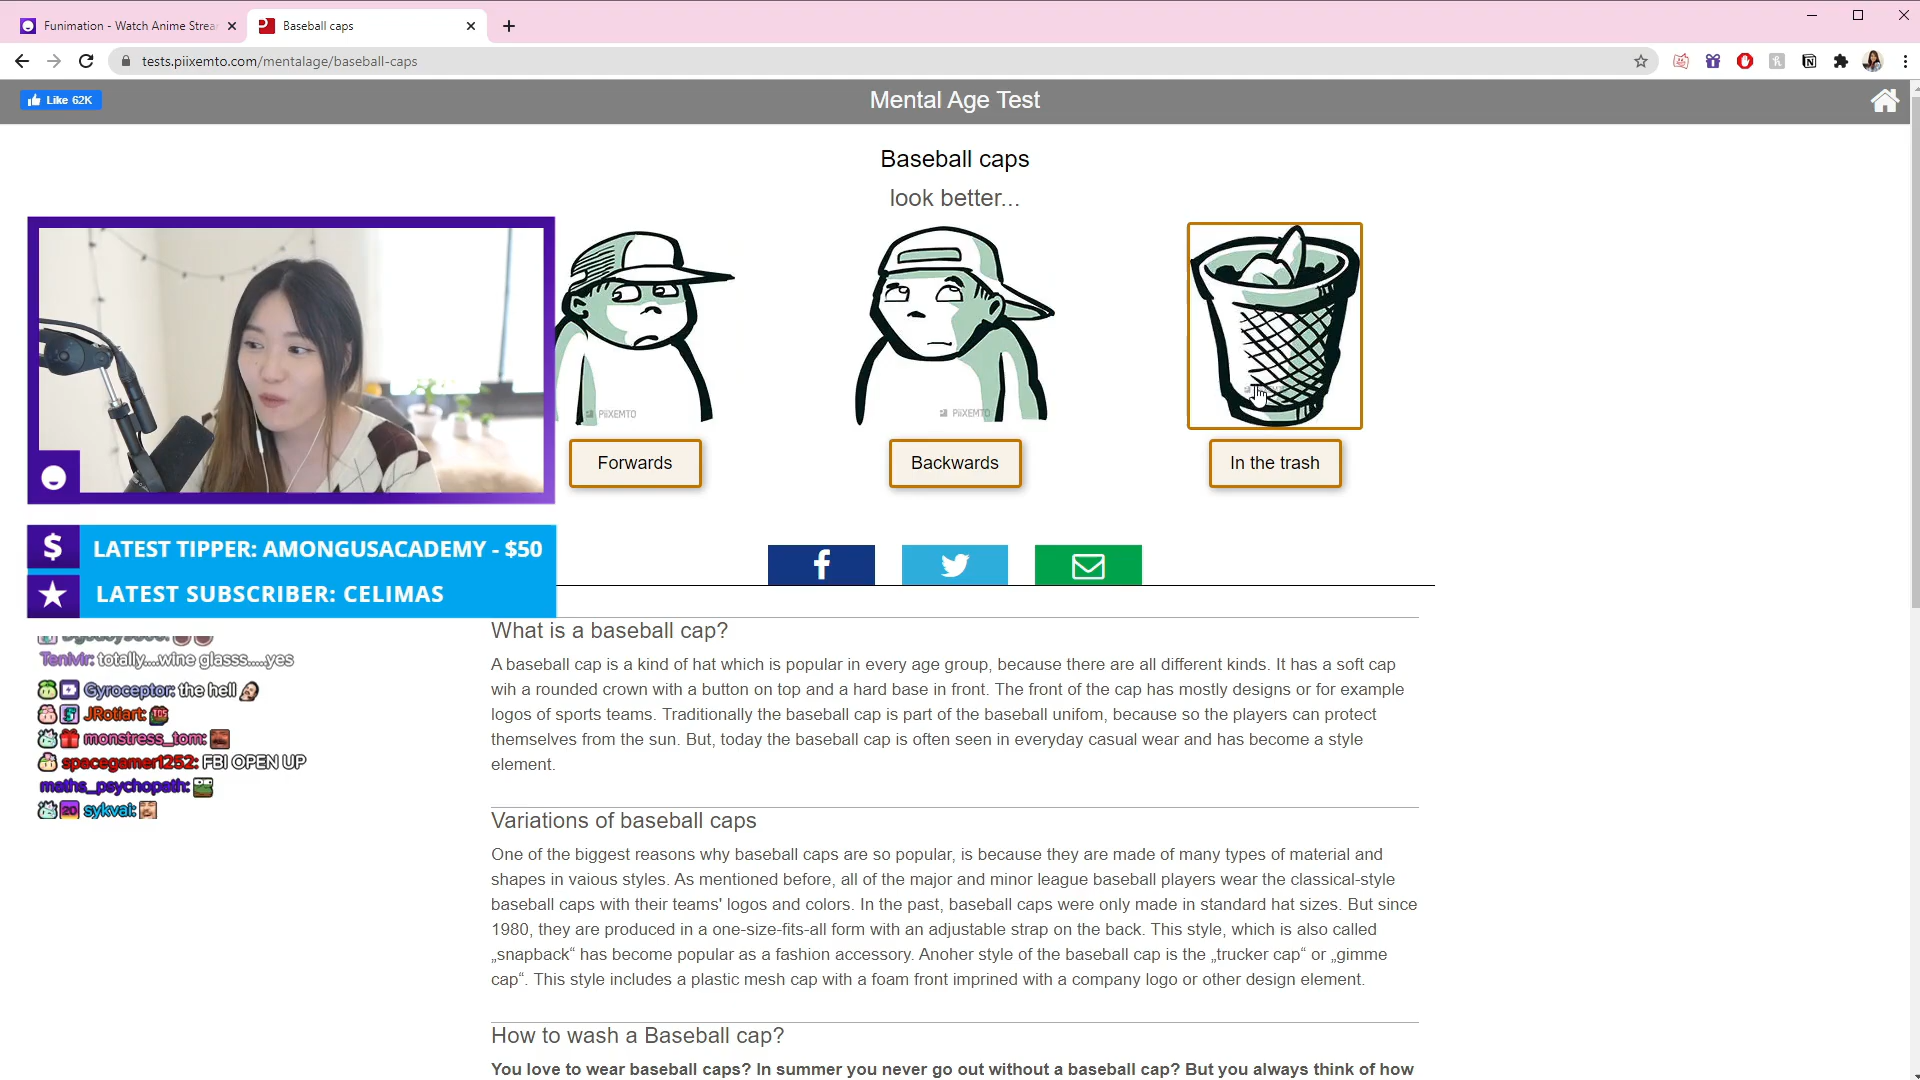 Funimation - Watch Anime Strea
Baseball caps
tests.piixemto.com/mentalage/baseball-caps
Like 62K
Mental Age Test
Baseball caps
look better...
PiiXEMTO
PiiXEMTO
Forwards
Backwards
In the trash
LATEST TIPPER: AMONGUSACADEMY - $50
LATEST SUBSCRIBER: CELIMAS
Tenivir: totally....wine glasss.....yes
Gyroceptor: the hell
JRotiart:
monstress_tom:
spacegamer1252: FBI OPEN UP
maths_psychopath:
20 sykvai:
What is a baseball cap?
A baseball cap is a kind of hat which is popular in every age group, because there are all different kinds. It has a soft cap
wih a rounded crown with a button on top and a hard base in front. The front of the cap has mostly designs or for example
logos of sports teams. Traditionally the baseball cap is part of the baseball unifom, because so the players can protect
themselves from the sun. But, today the baseball cap is often seen in everyday casual wear and has become a style
element.
Variations of baseball caps
One of the biggest reasons why baseball caps are so popular, is because they are made of many types of material and
shapes in vaious styles. As mentioned before, all of the major and minor league baseball players wear the classical-style
baseball caps with their teams' logos and colors. In the past, baseball caps were only made in standard hat sizes. But since
1980, they are produced in a one-size-fits-all form with an adjustable strap on the back. This style, which is also called
„snapback“ has become popular as a fashion accessory. Anoher style of the baseball cap is the „trucker cap“ or „gimme
cap“. This style includes a plastic mesh cap with a foam front imprined with a company logo or other design element.
How to wash a Baseball cap?
You love to wear baseball caps? In summer you never go out without a baseball cap? But you always think of how